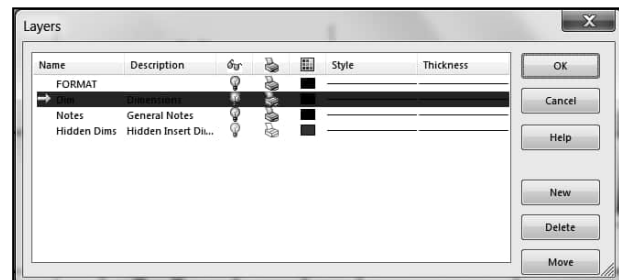 Layers
Name Description Style Thickness
FORMAT
Dim Dimensions
Notes General Notes
Hidden Dims Hidden Insert Din...
OK
Cancel
Help
New
Delete
Move